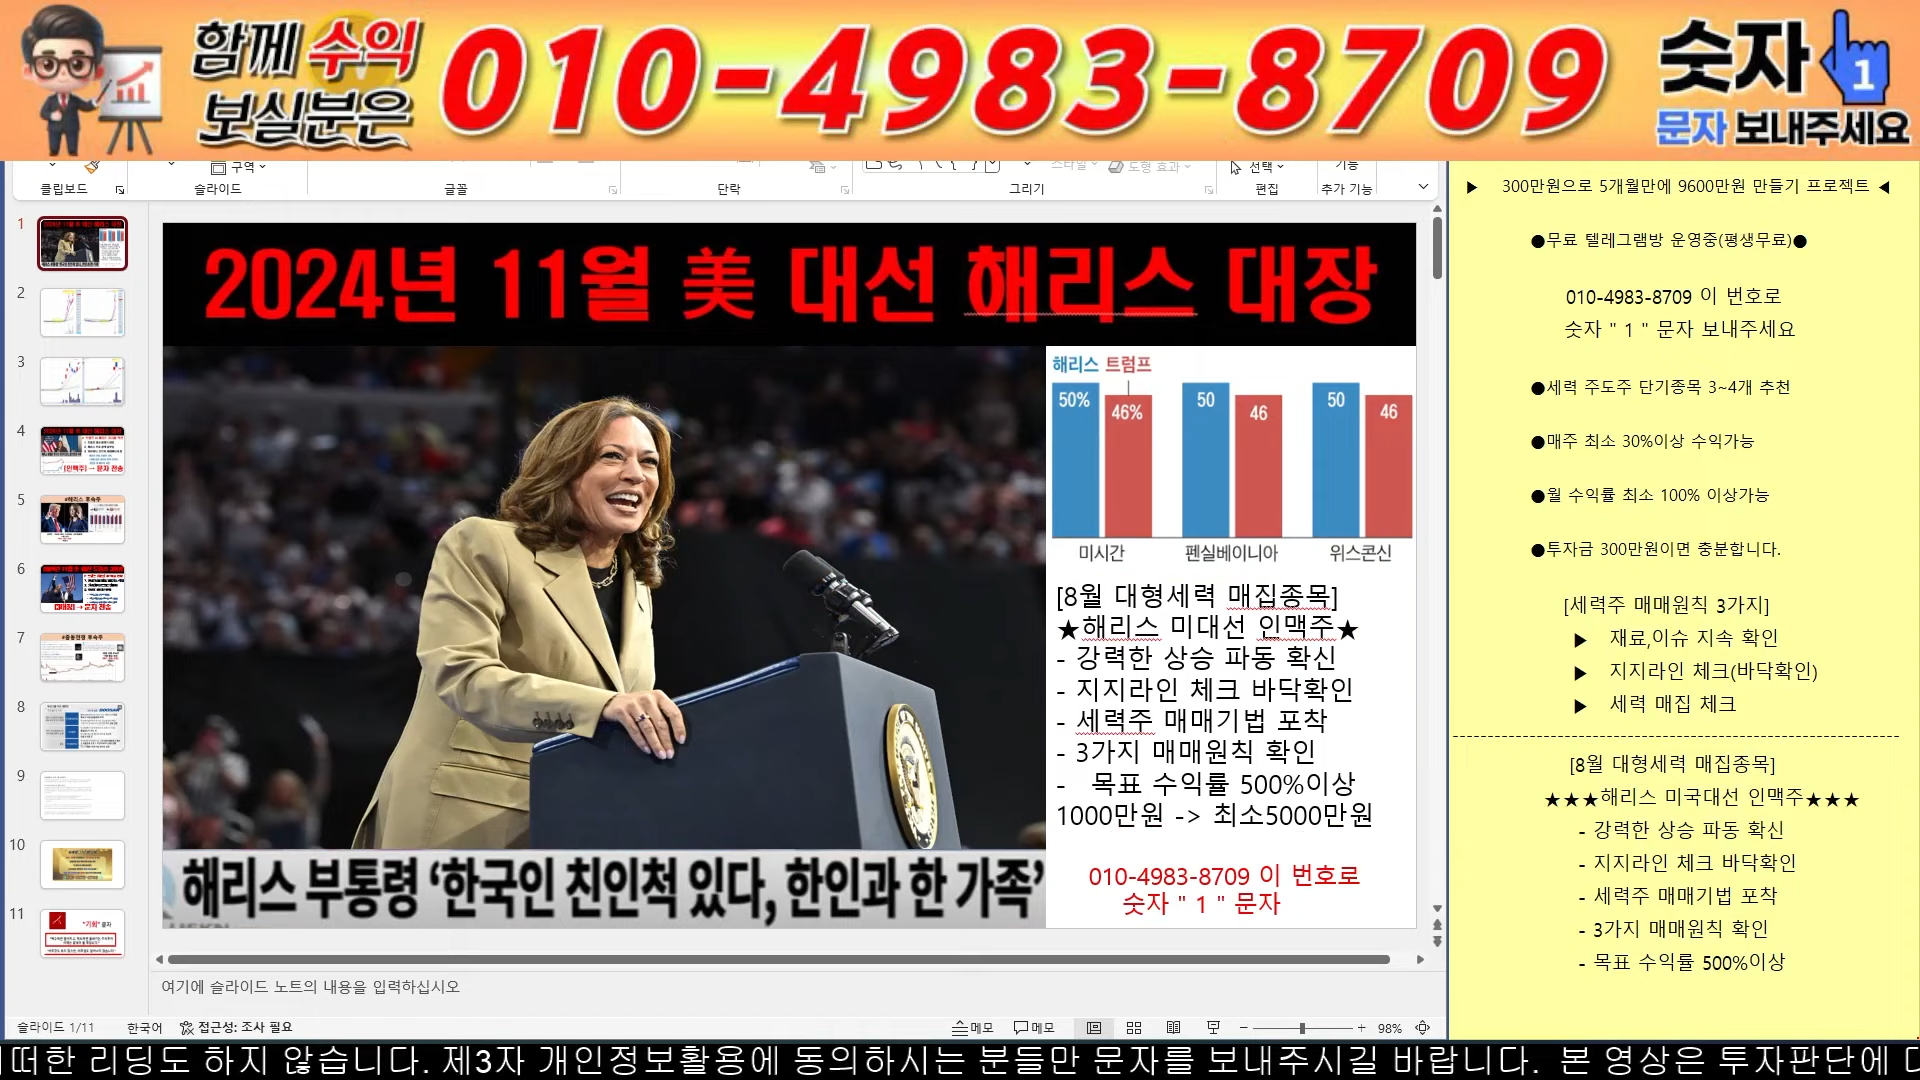 함께 수익
보실분은
010-4983-8709
숫자
1
문자 보내주세요
구역
스타일
도형 효과
선택
기능
클립보드
슬라이드
글꼴
단락
그리기
편집
추가 기능
1
2
3
4
5
6
7
8
9
10
11
2024년 11월 美 대선 해리스 대장
해리스 트럼프
50% 46% 50 46 50 46
미시간 펜실베이니아 위스콘신
[8월 대형세력 매집종목]
★해리스 미대선 인맥주★
- 강력한 상승 파동 확신
- 지지라인 체크 바닥확인
- 세력주 매매기법 포착
- 3가지 매매원칙 확인
- 목표 수익률 500%이상
1000만원 -> 최소5000만원
010-4983-8709 이 번호로
숫자 " 1 " 문자
해리스 부통령 ‘한국인 친인척 있다, 한인과 한 가족’
여기에 슬라이드 노트의 내용을 입력하십시오
슬라이드 1/11 한국어 접근성: 조사 필요 메모 메모 98%
▶ 300만원으로 5개월만에 9600만원 만들기 프로젝트 ◀
●무료 텔레그램방 운영중(평생무료)●
010-4983-8709 이 번호로
숫자 " 1 " 문자 보내주세요
●세력 주도주 단기종목 3~4개 추천
●매주 최소 30%이상 수익가능
●월 수익률 최소 100% 이상가능
●투자금 300만원이면 충분합니다.
[세력주 매매원칙 3가지]
▶ 재료,이슈 지속 확인
▶ 지지라인 체크(바닥확인)
▶ 세력 매집 체크
[8월 대형세력 매집종목]
★★★해리스 미국대선 인맥주★★★
- 강력한 상승 파동 확신
- 지지라인 체크 바닥확인
- 세력주 매매기법 포착
- 3가지 매매원칙 확인
- 목표 수익률 500%이상
떠한 리딩도 하지 않습니다. 제3자 개인정보활용에 동의하시는 분들만 문자를 보내주시길 바랍니다. 본 영상은 투자판단에